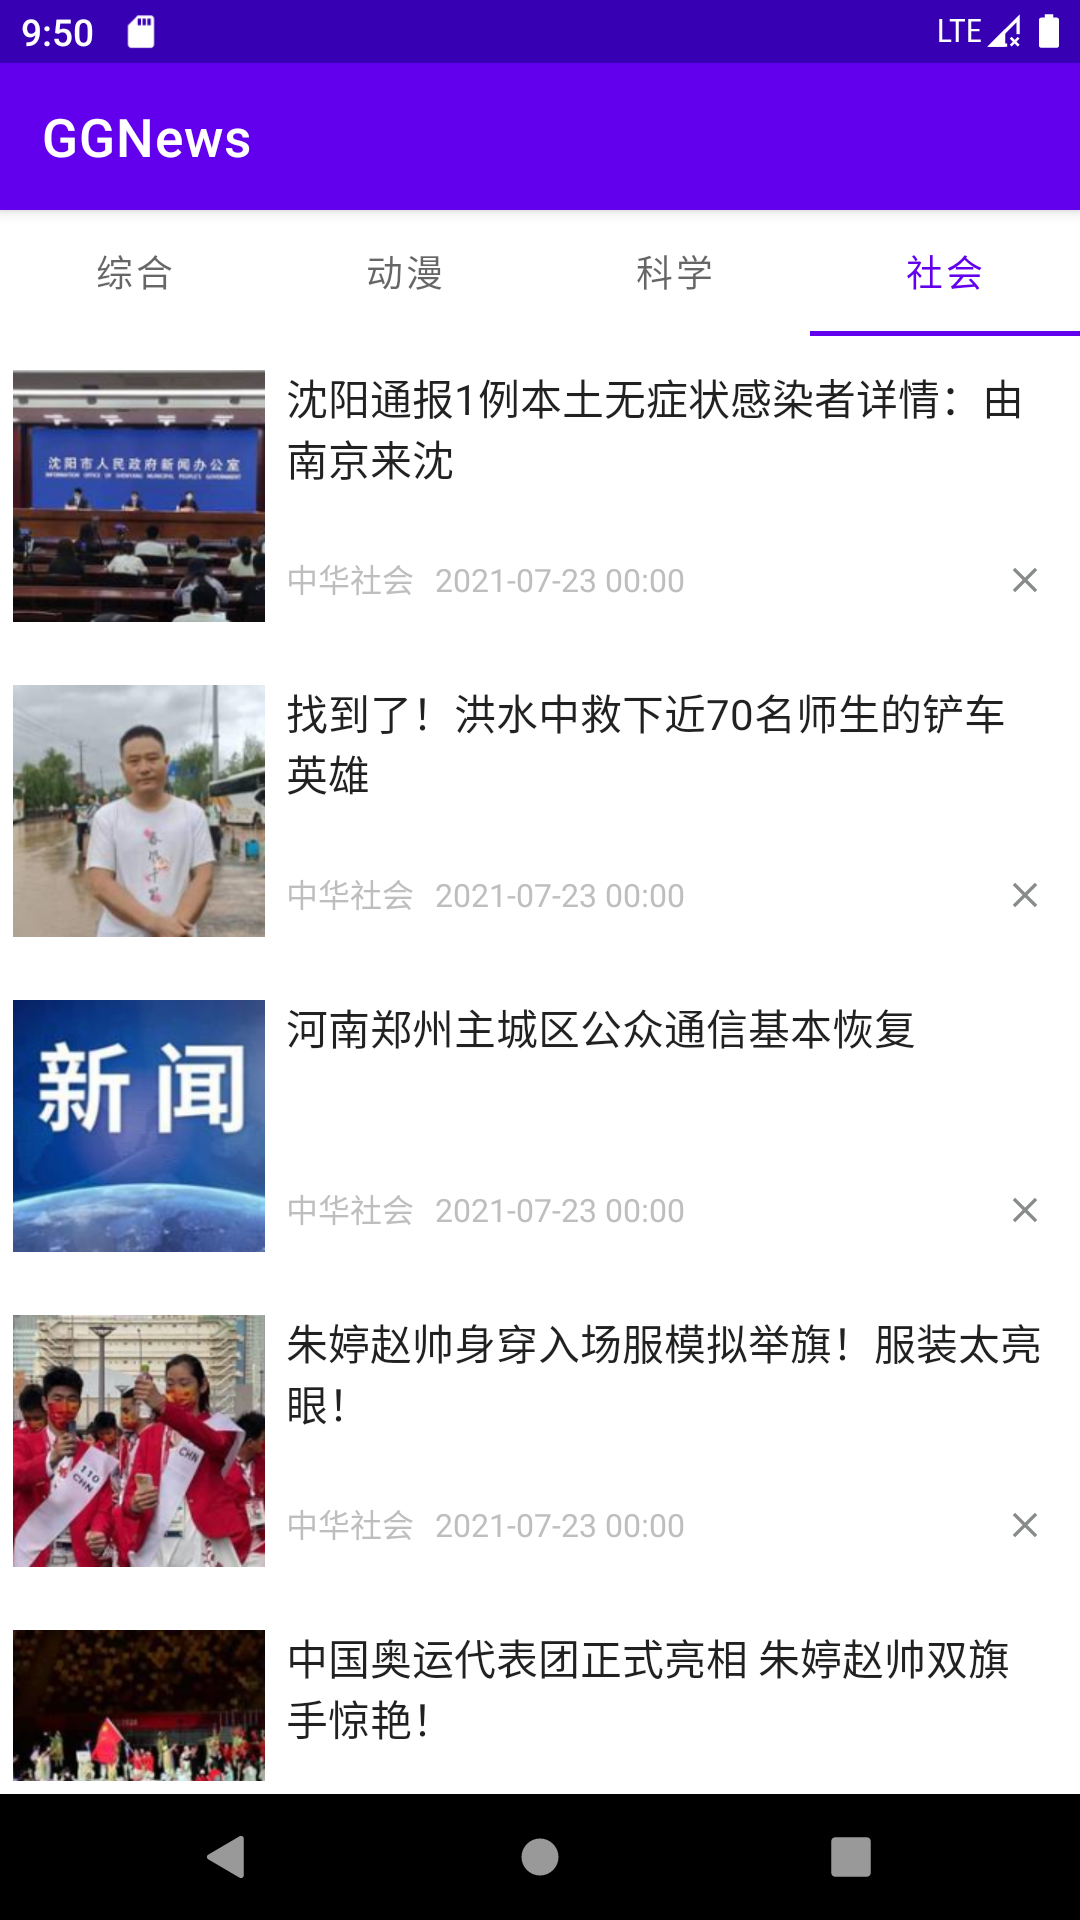 9:50
LTE
GGNews
综合
动漫
科学
社会
沈阳市人民政府新闻办公室
沈阳通报1例本土无症状感染者详情：由
南京来沈
中华社会 2021-07-23 00:00
找到了！洪水中救下近70名师生的铲车
英雄
中华社会 2021-07-23 00:00
新闻
河南郑州主城区公众通信基本恢复
中华社会 2021-07-23 00:00
110
CHN
CHN
朱婷赵帅身穿入场服模拟举旗！服装太亮
眼！
中华社会 2021-07-23 00:00
中国奥运代表团正式亮相 朱婷赵帅双旗
手惊艳！